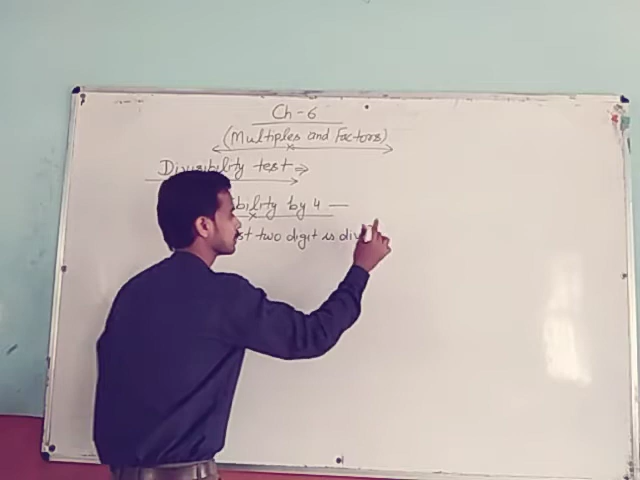 Ch-6
(Multiples and Factors)
Divisibility test ⇒
bility by 4 —
st two digit is div